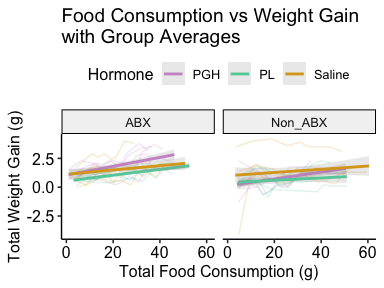 Food Consumption vs Weight Gain
with Group Averages
Hormone PGH PL Saline
ABX Non_ABX
Total Weight Gain (g)
2.5
0.0
-2.5
0 20 40 60 0 20 40 60
Total Food Consumption (g)